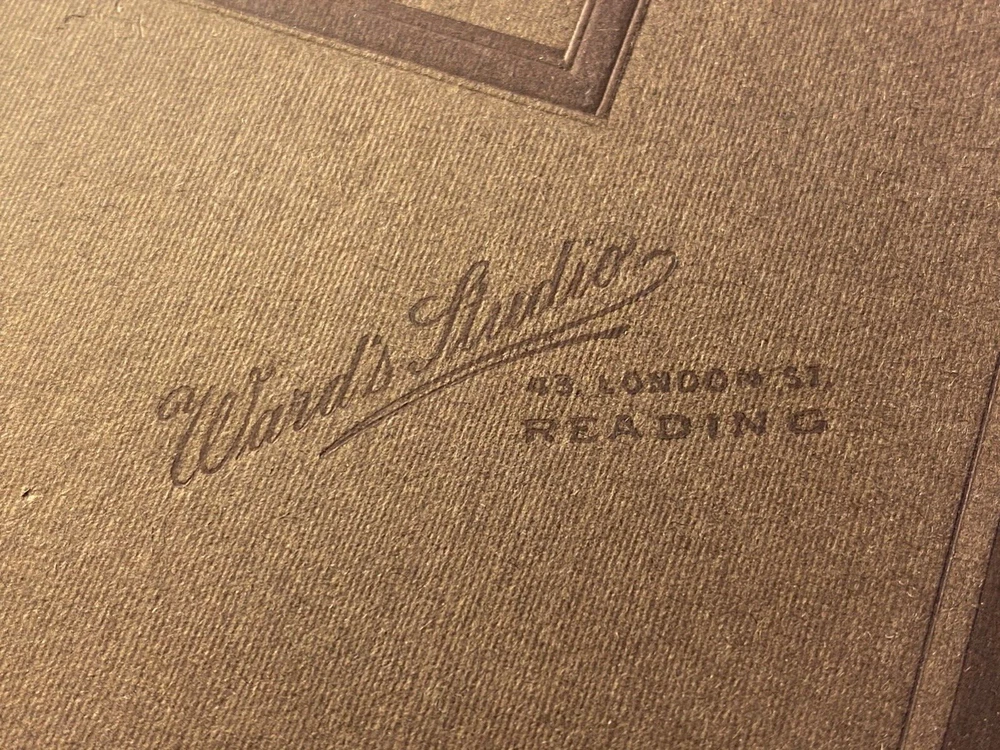 Ward's Studio
43, LONDON ST.
READING